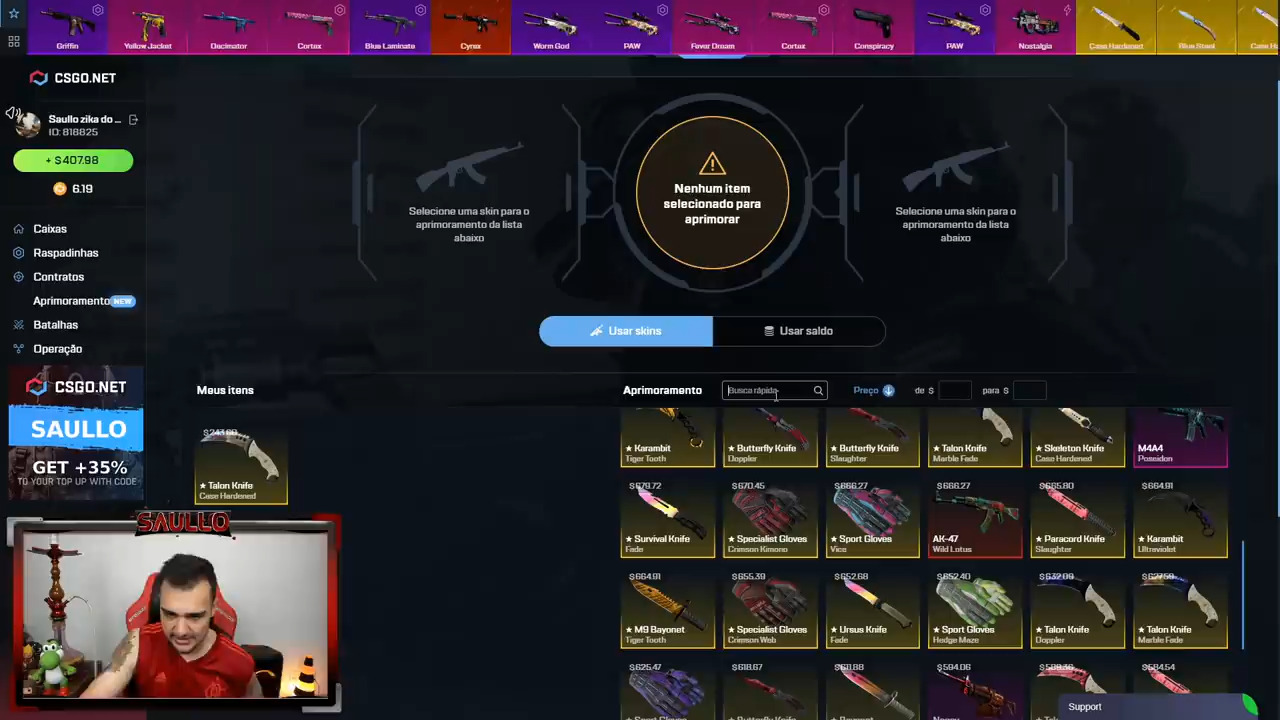 Griffin
Yellow Jacket
Decimator
Cortex
Blue Laminate
Cyrex
Worm God
PAW
Fever Dream
Cortex
Conspiracy
PAW
Nostalgia
Case Hardened
Blue Steel
Case H
CSGO.NET
Saullo zika do ...
ID: 818825
+ $407.98
6.19
Caixas
Raspadinhas
Contratos
Aprimoramento NEW
Batalhas
Operação
CSGO.NET
SAULLO
GET +35%
TO YOUR TOP UP WITH CODE
SAULLO
Selecione uma skin para o
aprimoramento da lista
abaixo
Nenhum item
selecionado para
aprimorar
Selecione uma skin para o
aprimoramento da lista
abaixo
Usar skins
Usar saldo
Meus itens
★ Talon Knife
Case Hardened
Aprimoramento
Busca rápida
Preço
de $
para $
★ Karambit
Tiger Tooth
★ Butterfly Knife
Doppler
★ Butterfly Knife
Slaughter
★ Talon Knife
Marble Fade
★ Skeleton Knife
Case Hardened
M4A4
Poseidon
$679.72
★ Survival Knife
Fade
$670.45
★ Specialist Gloves
Crimson Kimono
$666.27
★ Sport Gloves
Vice
$666.27
AK-47
Wild Lotus
$665.80
★ Paracord Knife
Slaughter
$664.91
★ Karambit
Ultraviolet
$664.91
★ M9 Bayonet
Tiger Tooth
$655.39
★ Specialist Gloves
Crimson Web
$652.68
★ Ursus Knife
Fade
$652.40
★ Sport Gloves
Hedge Maze
$632.09
★ Talon Knife
Doppler
$627.59
★ Talon Knife
Marble Fade
$625.47
$618.67
$594.06
$584.54
Support